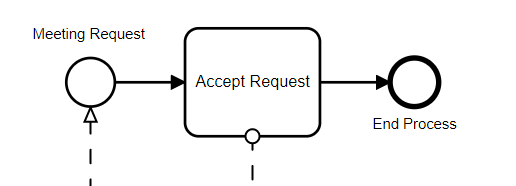 Meeting Request
Accept Request
End Process